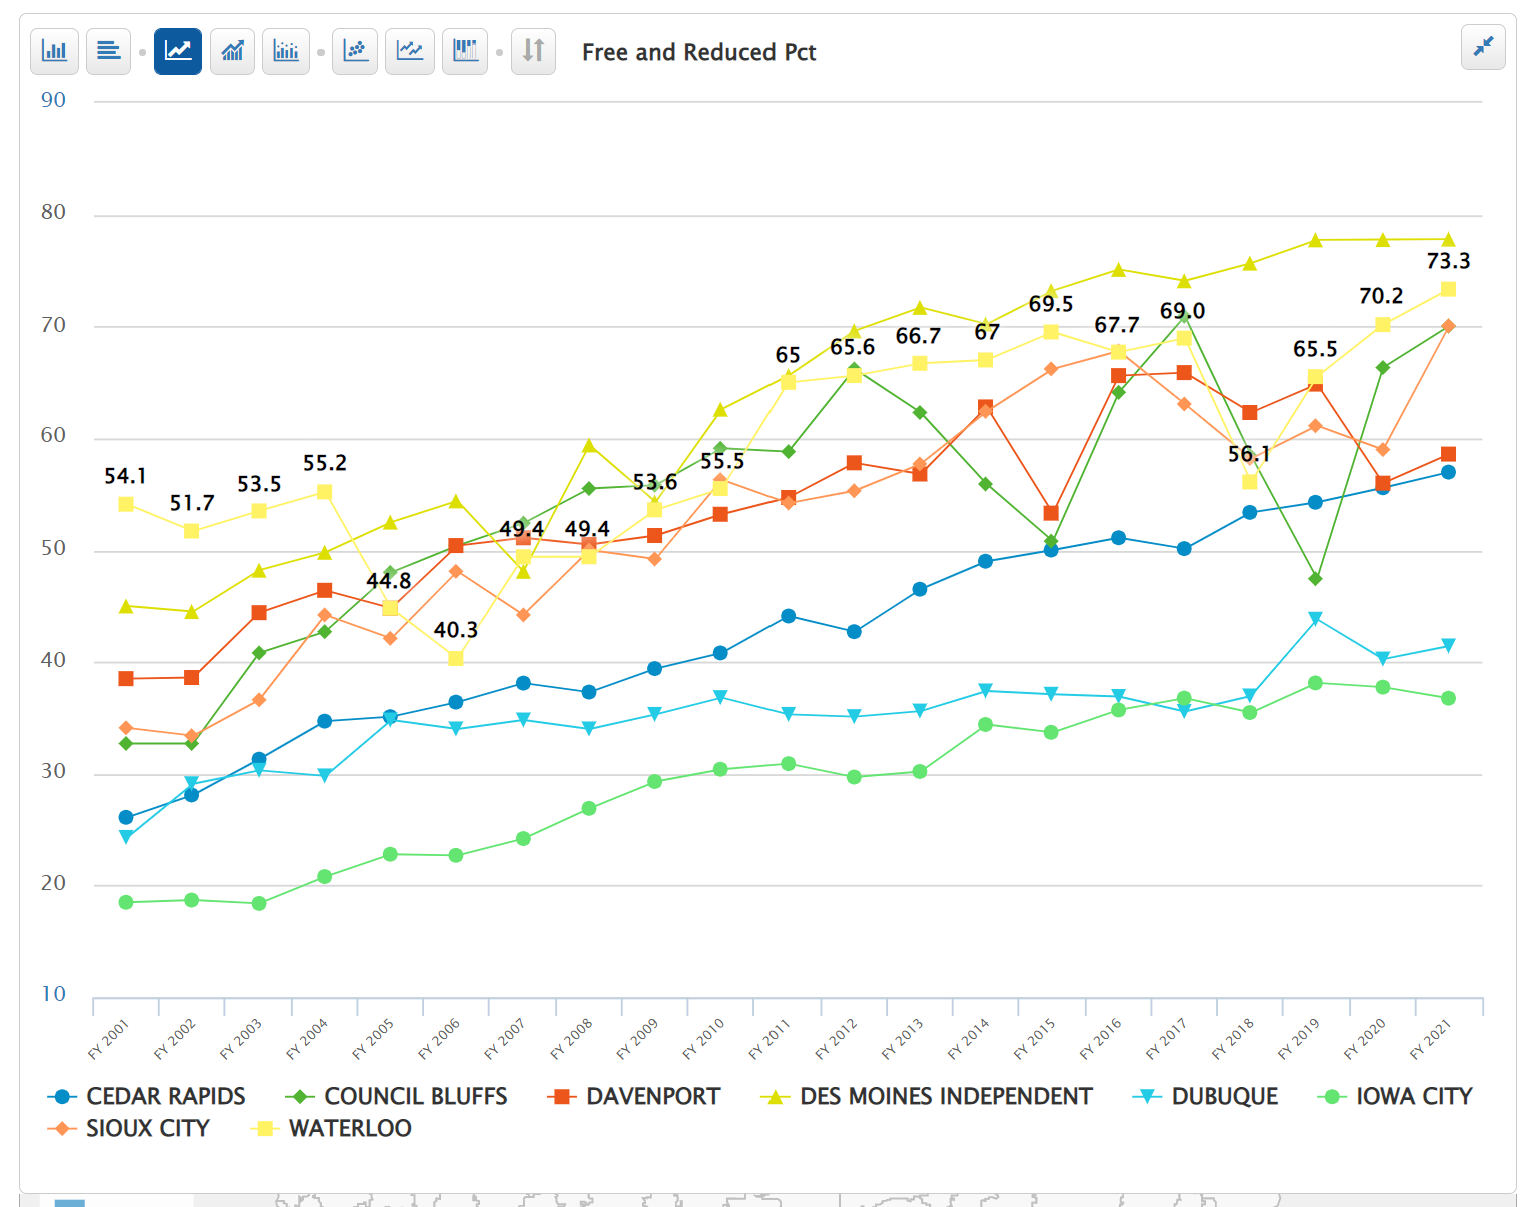 Free and Reduced Pct
90
80
70
60
50
40
30
20
10
54.1
51.7
53.5
55.2
44.8
40.3
49.4
49.4
53.6
55.5
65
65.6
66.7
67
69.5
67.7
69.0
56.1
65.5
70.2
73.3
FY 2001
FY 2002
FY 2003
FY 2004
FY 2005
FY 2006
FY 2007
FY 2008
FY 2009
FY 2010
FY 2011
FY 2012
FY 2013
FY 2014
FY 2015
FY 2016
FY 2017
FY 2018
FY 2019
FY 2020
FY 2021
CEDAR RAPIDS COUNCIL BLUFFS DAVENPORT DES MOINES INDEPENDENT DUBUQUE IOWA CITY
SIOUX CITY WATERLOO